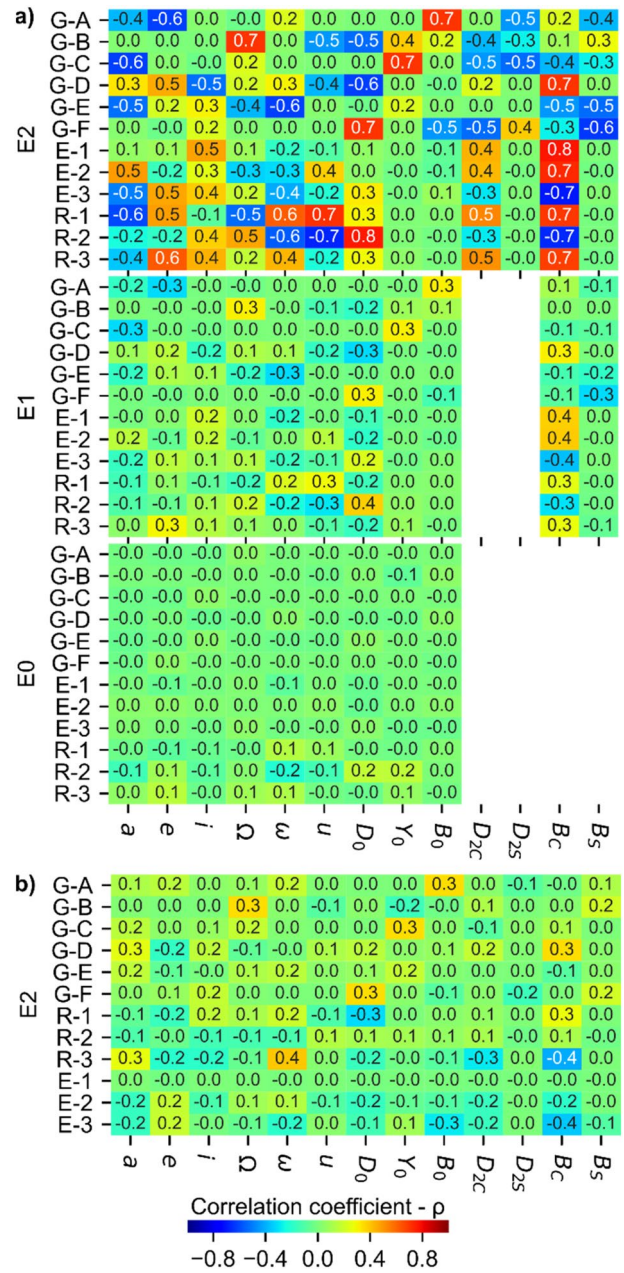 a)
E2
G-A -0.4 -0.6 0.0 -0.0 0.2 0.0 0.0 0.0 0.7 0.0 -0.5 0.2 -0.4
G-B 0.0 0.0 0.0 0.7 0.0 -0.5 -0.5 0.4 0.2 -0.4 -0.3 0.1 0.3
G-C -0.6 0.0 -0.0 0.2 0.0 0.0 0.0 0.7 0.0 -0.5 -0.5 -0.4 -0.3
G-D 0.3 0.5 -0.5 0.2 0.3 -0.4 -0.6 0.0 -0.0 0.2 0.0 0.7 0.0
G-E -0.5 0.2 0.3 -0.4 -0.6 0.0 -0.0 0.2 0.0 0.0 0.0 -0.5 -0.5
G-F 0.0 -0.0 0.2 0.0 0.0 0.0 0.7 0.0 -0.5 -0.5 0.4 -0.3 -0.6
E-1 0.1 0.1 0.5 0.1 -0.2 -0.1 0.1 0.0 -0.1 0.4 -0.0 0.8 0.0
E-2 0.5 -0.2 0.3 -0.3 -0.3 0.4 -0.0 0.0 -0.1 0.4 -0.0 0.7 0.0
E-3 -0.5 0.5 0.4 0.2 -0.4 -0.2 0.3 -0.0 0.1 -0.3 0.0 -0.7 0.0
R-1 -0.6 0.5 -0.1 -0.5 0.6 0.7 0.3 0.0 0.0 0.5 -0.0 0.7 -0.0
R-2 -0.2 -0.2 0.4 0.5 -0.6 -0.7 0.8 0.0 -0.0 -0.3 -0.0 -0.7 -0.0
R-3 -0.4 0.6 0.4 0.2 0.4 -0.2 0.3 0.0 -0.0 0.5 -0.0 0.7 -0.0
E1
G-A -0.2 -0.3 -0.0 -0.0 0.0 0.0 -0.0 0.0 0.3 0.1 -0.1
G-B 0.0 -0.0 -0.0 0.3 -0.0 -0.1 -0.2 0.1 0.1 0.0 0.0
G-C -0.3 -0.0 -0.0 0.0 -0.0 0.0 -0.0 0.3 -0.0 -0.1 -0.1
G-D 0.1 0.2 -0.2 0.1 0.1 -0.2 -0.3 -0.0 -0.0 0.3 -0.0
G-E -0.2 0.1 0.1 -0.2 -0.3 -0.0 -0.0 0.0 0.0 -0.1 -0.2
G-F -0.0 -0.0 0.0 -0.0 -0.0 -0.0 0.3 -0.0 -0.1 -0.1 -0.3
E-1 -0.0 0.0 0.2 0.0 -0.2 -0.0 -0.1 0.0 -0.0 0.4 0.0
E-2 0.2 -0.1 0.2 -0.1 0.0 0.1 -0.2 0.0 -0.0 0.4 -0.0
E-3 -0.2 0.1 0.1 0.1 -0.2 -0.1 0.2 -0.0 0.0 -0.4 0.0
R-1 -0.1 0.1 -0.1 -0.0 0.2 0.3 -0.2 0.0 0.0 0.3 -0.0
R-2 -0.1 -0.1 0.1 0.2 -0.2 -0.3 0.4 -0.0 0.0 -0.3 -0.0
R-3 0.0 0.3 0.1 0.1 0.0 -0.1 -0.2 0.1 -0.0 0.3 -0.1
E0
G-A -0.0 -0.0 -0.0 0.0 -0.0 -0.0 -0.0 -0.0 0.0
G-B -0.0 -0.0 -0.0 0.0 -0.0 -0.0 0.0 -0.1 0.0
G-C -0.0 -0.0 0.0 -0.0 -0.0 -0.0 -0.0 -0.0 -0.0
G-D -0.0 -0.0 -0.0 -0.0 0.0 -0.0 -0.0 -0.0 0.0
G-E -0.0 -0.0 0.0 -0.0 -0.0 -0.0 0.0 -0.0 -0.0
G-F -0.0 0.0 -0.0 -0.0 -0.0 -0.0 -0.0 -0.0 -0.0
E-1 -0.0 -0.1 -0.0 0.0 -0.1 0.0 -0.0 -0.0 -0.0
E-2 0.0 0.0 0.0 0.0 0.0 0.0 -0.0 0.0 -0.0
E-3 0.0 -0.0 0.0 -0.0 -0.0 -0.0 0.0 -0.0 -0.0
R-1 -0.0 -0.1 -0.1 -0.0 0.1 0.1 -0.0 0.0 0.0
R-2 -0.1 0.1 -0.1 0.0 -0.2 -0.1 0.2 0.2 0.0
R-3 0.0 0.1 -0.0 0.1 0.1 -0.0 0.1 -0.0 0.0
a e i Ω ω u D0 Y0 B0 D2C D2S BC BS
b)
E2
G-A 0.1 0.2 0.0 0.1 0.2 0.0 0.0 0.0 0.3 0.0 -0.1 -0.0 0.1
G-B 0.0 0.0 0.0 0.3 0.0 -0.1 0.0 -0.2 -0.0 0.1 0.0 0.0 0.2
G-C 0.2 0.0 0.1 0.2 0.0 0.0 0.0 0.3 0.0 -0.1 0.0 0.1 0.0
G-D 0.3 -0.2 0.2 -0.1 -0.0 0.1 0.2 0.0 0.1 0.2 0.0 0.3 0.0
G-E 0.2 -0.1 -0.0 0.1 0.2 0.0 0.1 0.2 0.0 0.0 0.0 -0.1 0.0
G-F 0.0 0.1 0.2 0.0 0.0 0.0 0.3 0.0 -0.1 0.0 -0.2 0.0 0.2
R-1 -0.1 -0.2 0.2 0.1 0.2 -0.1 -0.3 0.0 0.0 0.1 0.0 0.3 0.0
R-2 -0.1 -0.0 -0.1 -0.1 -0.1 0.1 0.1 0.1 0.1 0.1 -0.0 0.1 -0.0
R-3 0.3 -0.2 -0.2 -0.1 0.4 0.0 -0.2 -0.0 -0.1 -0.3 0.0 -0.4 0.0
E-1 -0.0 0.0 0.0 0.0 -0.0 0.0 -0.0 -0.0 -0.0 -0.0 -0.1 -0.0 -0.0
E-2 -0.2 0.2 -0.1 0.1 0.1 -0.1 -0.2 -0.1 -0.2 -0.2 -0.0 -0.2 -0.0
E-3 -0.2 0.2 -0.0 -0.1 -0.2 0.0 -0.1 0.1 -0.3 -0.2 -0.0 -0.4 -0.1
a e i Ω ω u D0 Y0 B0 D2C D2S BC BS
Correlation coefficient - ρ
−0.8 −0.4 0.0 0.4 0.8